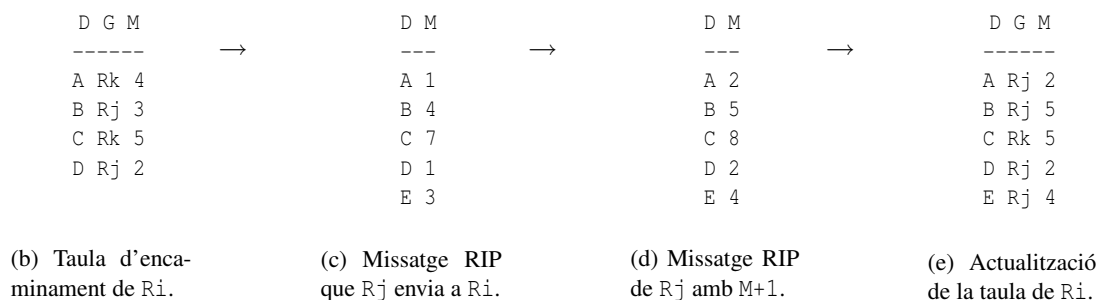 D G M
------
A Rk 4
B Rj 3
C Rk 5
D Rj 2
→
D M
---
A 1
B 4
C 7
D 1
E 3
→
D M
---
A 2
B 5
C 8
D 2
E 4
→
D G M
------
A Rj 2
B Rj 5
C Rk 5
D Rj 2
E Rj 4
(b) Taula d'enca-
minament de Ri.
(c) Missatge RIP
que Rj envia a Ri.
(d) Missatge RIP
de Rj amb M+1.
(e) Actualització
de la taula de Ri.